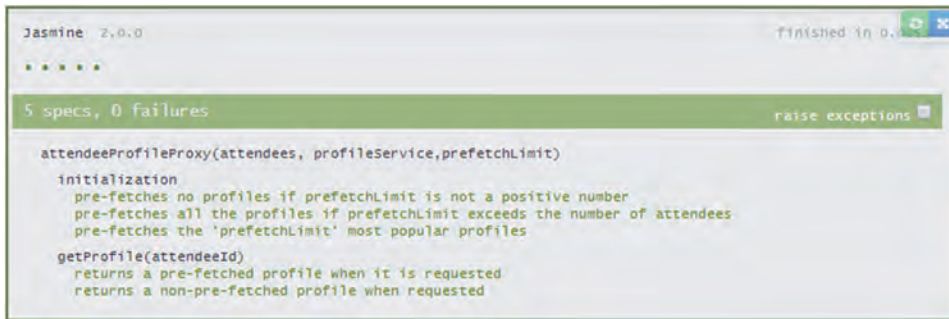 Jasmine 2.0.0
finished in 0.
5 specs, 0 failures
raise exceptions
attendeeProfileProxy(attendees, profileService,prefetchLimit)
initialization
pre-fetches no profiles if prefetchLimit is not a positive number
pre-fetches all the profiles if prefetchLimit exceeds the number of attendees
pre-fetches the 'prefetchLimit' most popular profiles
getProfile(attendeeId)
returns a pre-fetched profile when it is requested
returns a non-pre-fetched profile when requested